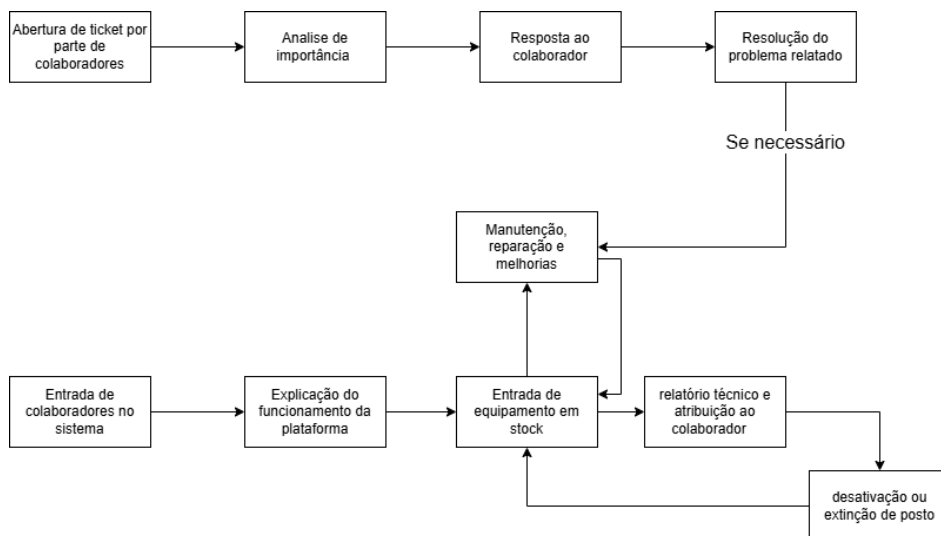 Abertura de ticket por
parte de
colaboradores
Analise de
importância
Resposta ao
colaborador
Resolução do
problema relatado
Se necessário
Manutenção,
reparação e
melhorias
Entrada de
colaboradores no
sistema
Explicação do
funcionamento da
plataforma
Entrada de
equipamento em
stock
relatório técnico e
atribuição ao
colaborador
desativação ou
extinção de posto